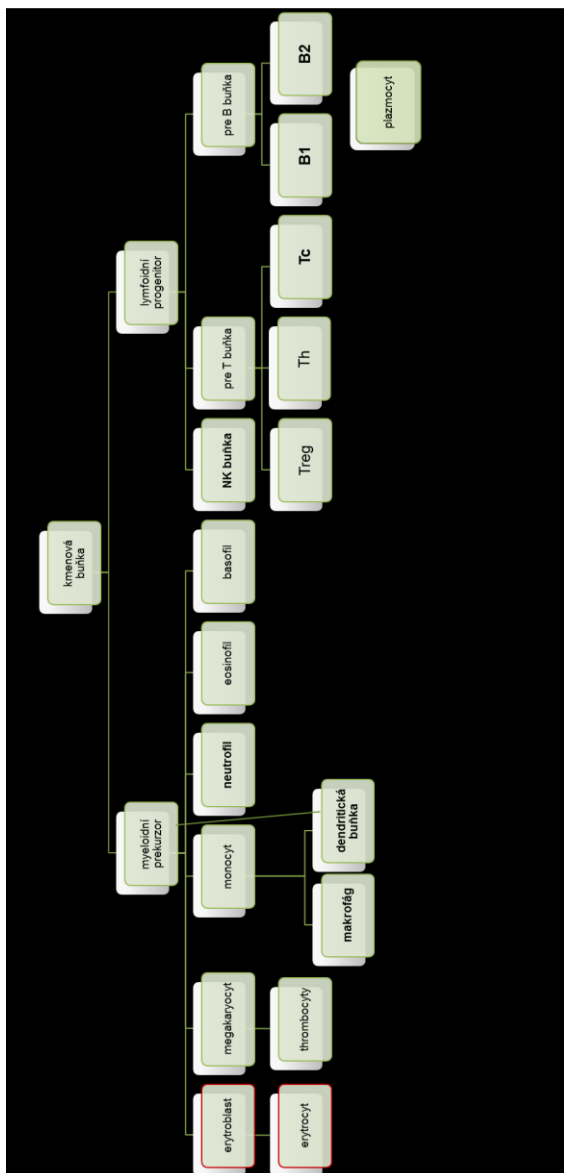 kmenová
buňka
myeloidní
prekurzor
lymfoidní
progenitor
erytroblast
megakaryocyt
monocyt
neutrofil
eosinofil
basofil
NK buňka
pre T buňka
pre B buňka
erytrocyt
thrombocyty
makrofág
dendritická
buňka
Treg
Th
Tc
B1
B2
plazmocyt